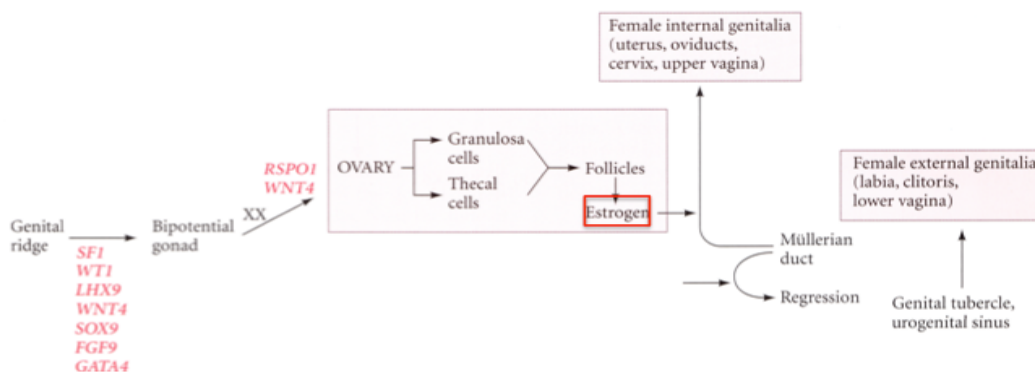 Female internal genitalia
(uterus, oviducts,
cervix, upper vagina)
Granulosa
cells
RSPO1
WNT4
OVARY
Follicles
Thecal
cells
Estrogen
Female external genitalia
(labia, clitoris,
lower vagina)
XX
Genital
ridge
Bipotential
gonad
SF1
WT1
LHX9
WNT4
SOX9
FGF9
GATA4
Müllerian
duct
Regression
Genital tubercle,
urogenital sinus